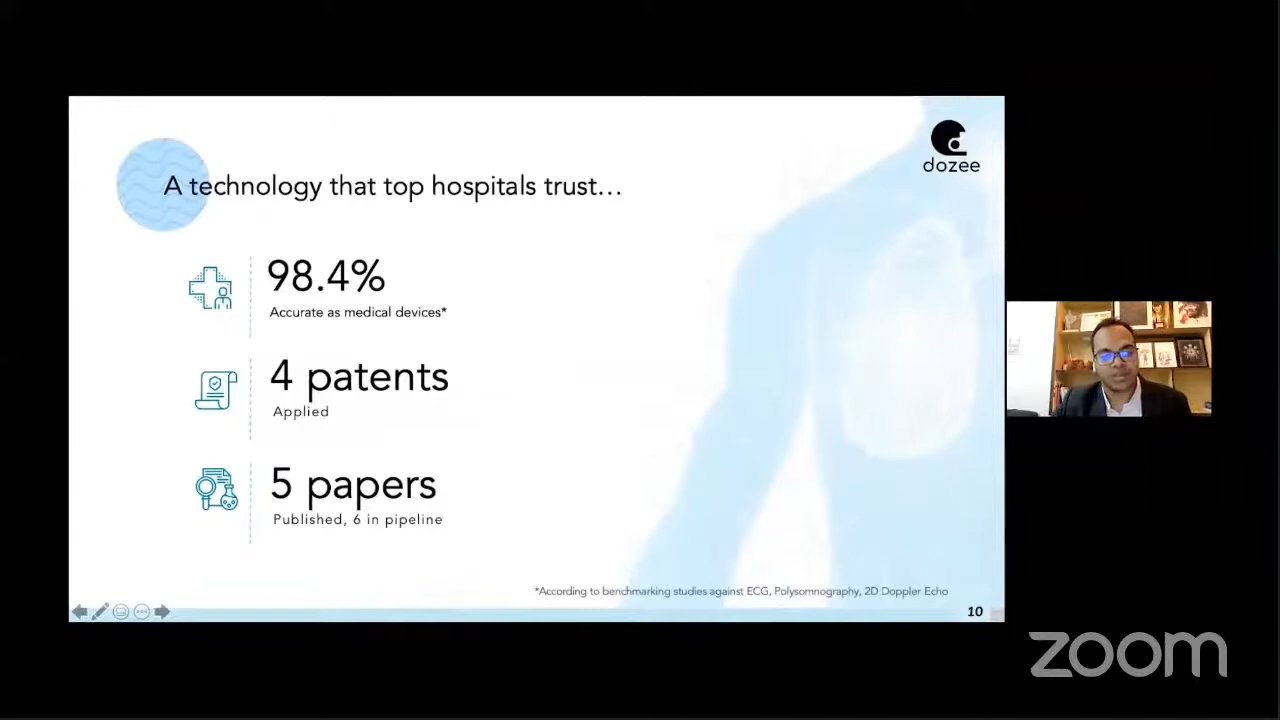 dozee
A technology that top hospitals trust...
98.4%
Accurate as medical devices*
4 patents
Applied
5 papers
Published, 6 in pipeline
*According to benchmarking studies against ECG, Polysomnography, 2D Doppler Echo
10
zoom